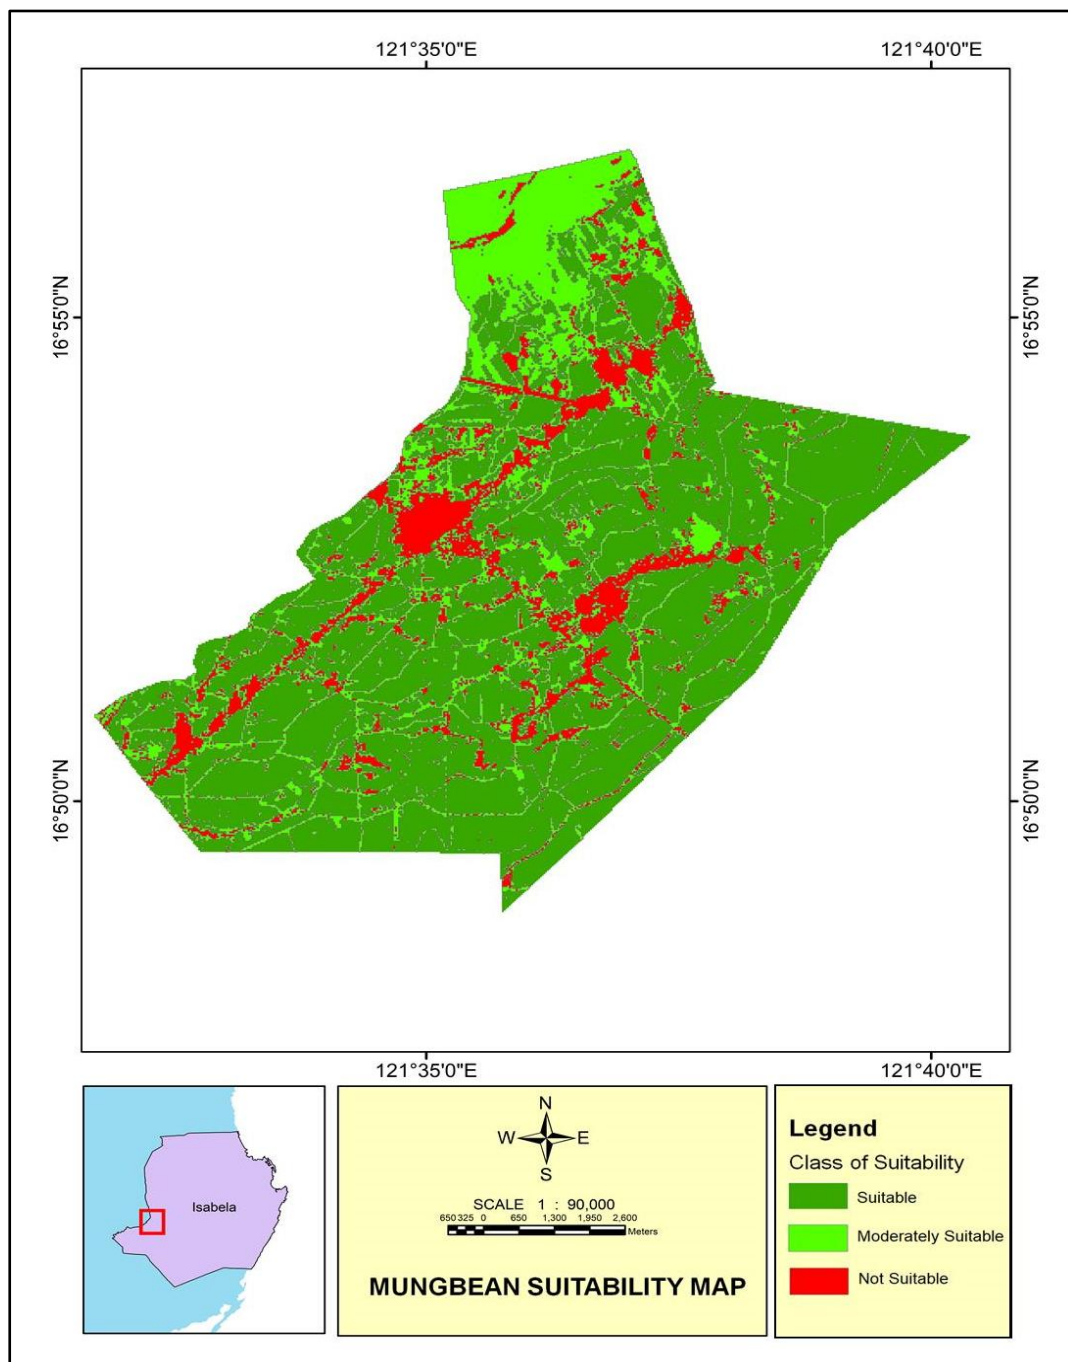 121°35'0"E 121°40'0"E
16°55'0"N 16°55'0"N
16°50'0"N 16°50'0"N
121°35'0"E 121°40'0"E
Isabela
N
W E
S
SCALE 1 : 90,000
650 325 0 650 1,300 1,950 2,600
Meters
MUNGBEAN SUITABILITY MAP
Legend
Class of Suitability
Suitable
Moderately Suitable
Not Suitable